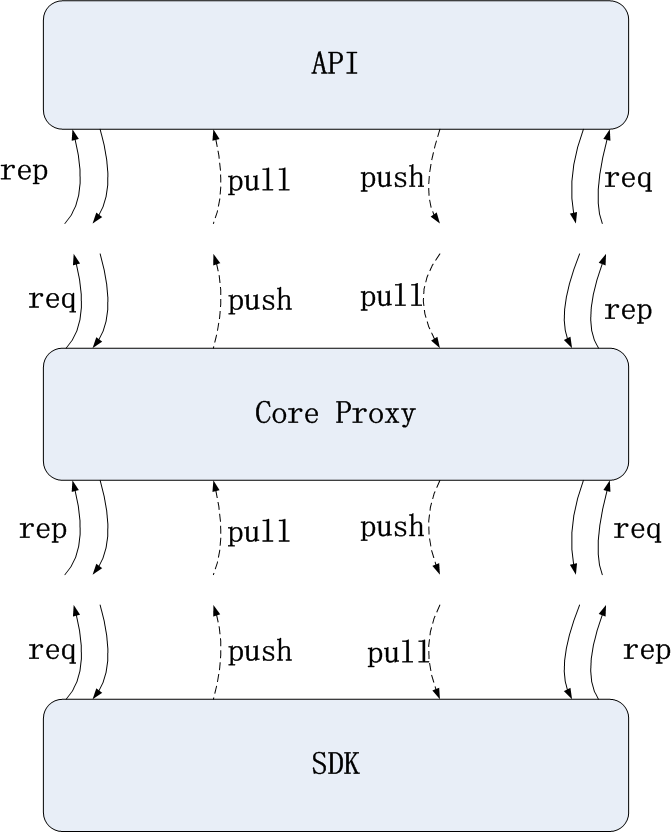 API
rep
pull
push
req
req
push
pull
rep
Core Proxy
rep
pull
push
req
req
push
pull
rep
SDK